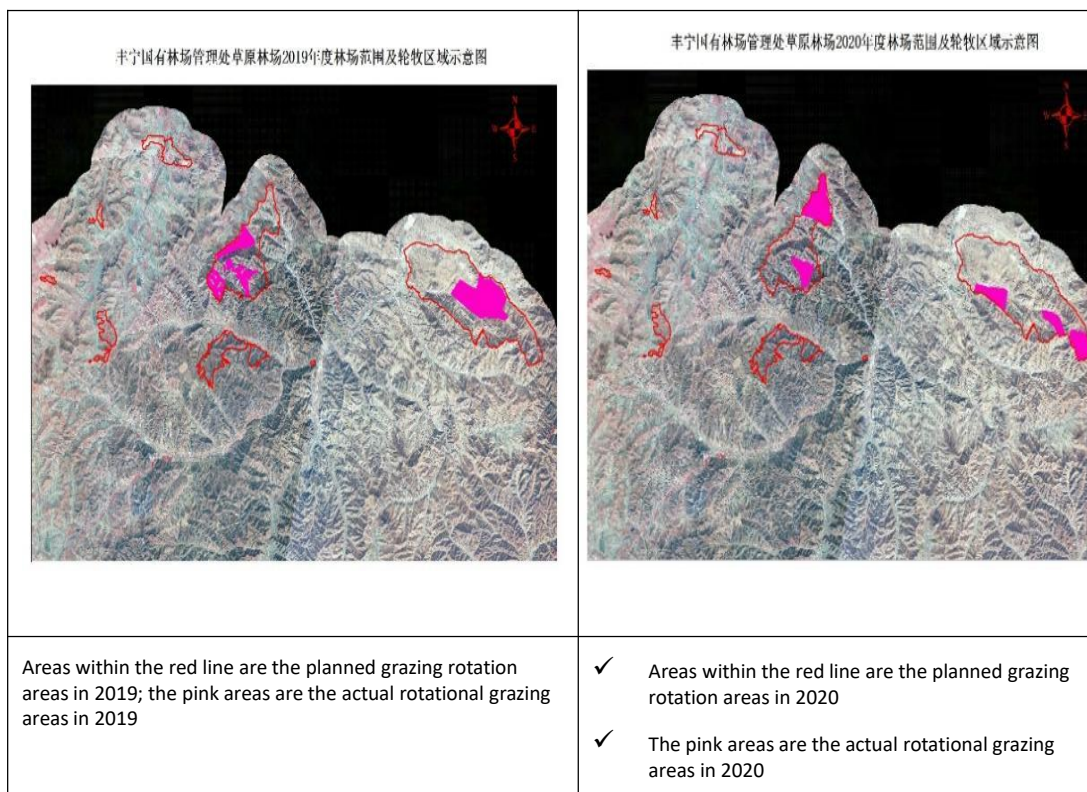 丰宁国有林场管理处草原林场2019年度林场范围及轮牧区域示意图
丰宁国有林场管理处草原林场2020年度林场范围及轮牧区域示意图
N
W
E
S
N
W
S
Areas within the red line are the planned grazing rotation
areas in 2019; the pink areas are the actual rotational grazing
areas in 2019
✓ Areas within the red line are the planned grazing
rotation areas in 2020
✓ The pink areas are the actual rotational grazing
areas in 2020